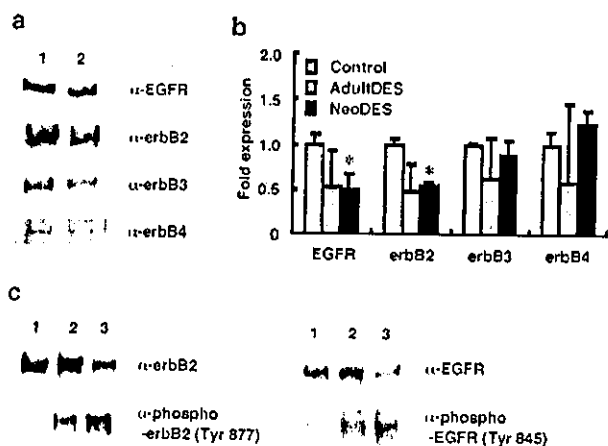 a
1 2
α-EGFR
α-erbB2
α-erbB3
α-erbB4
b
Fold expression
2.0
1.5
1.0
0.5
0
Control
AdultDES
NeoDES
*
*
EGFR erbB2 erbB3 erbB4
c
1 2 3
α-erbB2
α-phospho
-erbB2 (Tyr 877)
1 2 3
α-EGFR
α-phospho
-EGFR (Tyr 845)